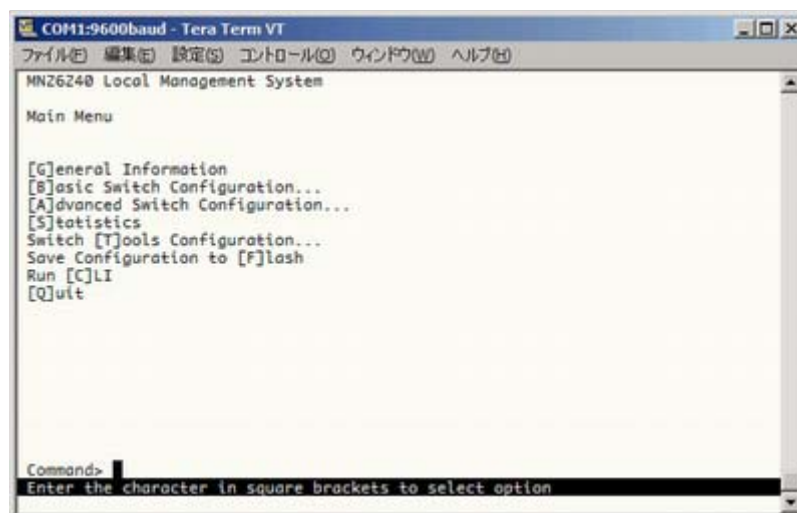 COM1:9600baud - Tera Term VT
ファイル(F) 編集(E) 設定(S) コントロール(O) ウィンドウ(W) ヘルプ(H)
MN26240 Local Management System
Main Menu
[G]eneral Information
[B]asic Switch Configuration...
[A]dvanced Switch Configuration...
[S]tatistics
Switch [T]ools Configuration...
Save Configuration to [F]lash
Run [C]LI
[Q]uit
Command>
Enter the character in square brackets to select option